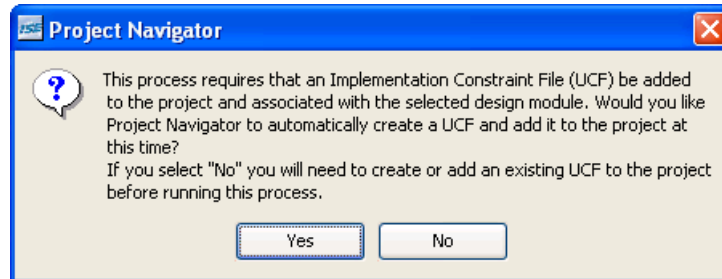 ISE Project Navigator
This process requires that an Implementation Constraint File (UCF) be added
to the project and associated with the selected design module. Would you like
Project Navigator to automatically create a UCF and add it to the project at
this time?
If you select "No" you will need to create or add an existing UCF to the project
before running this process.
Yes No